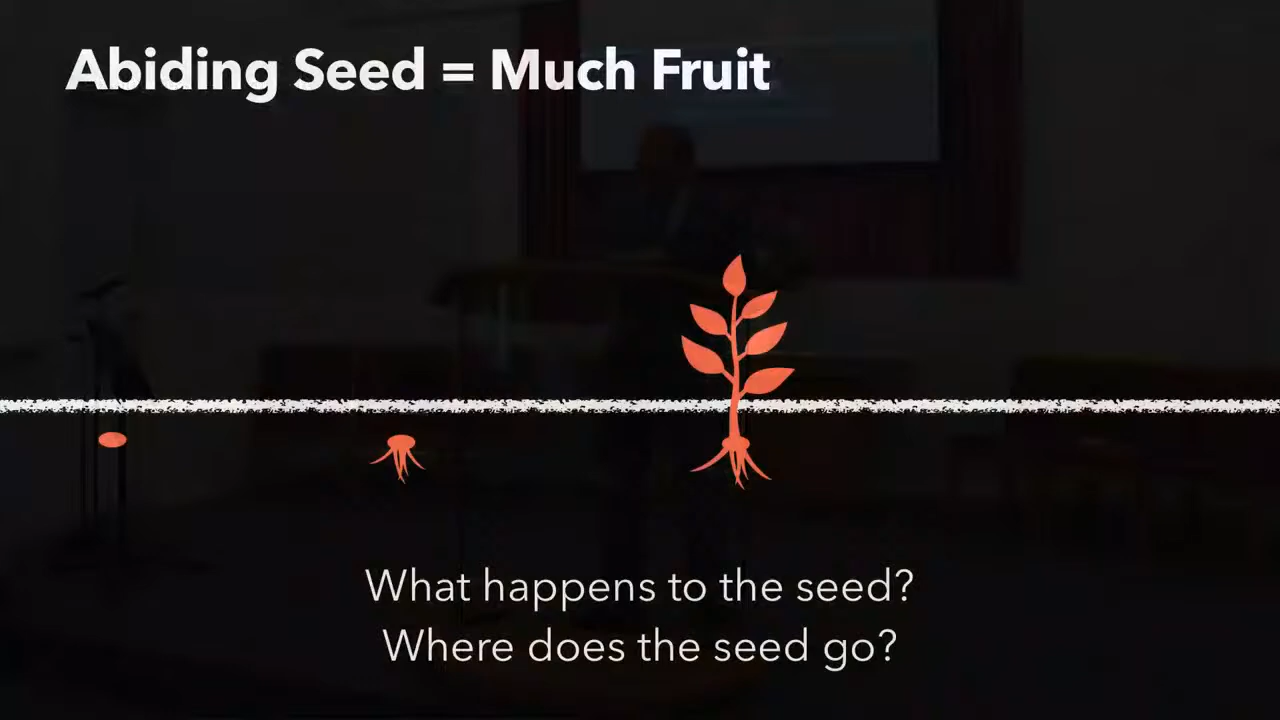 Abiding Seed = Much Fruit
What happens to the seed?
Where does the seed go?